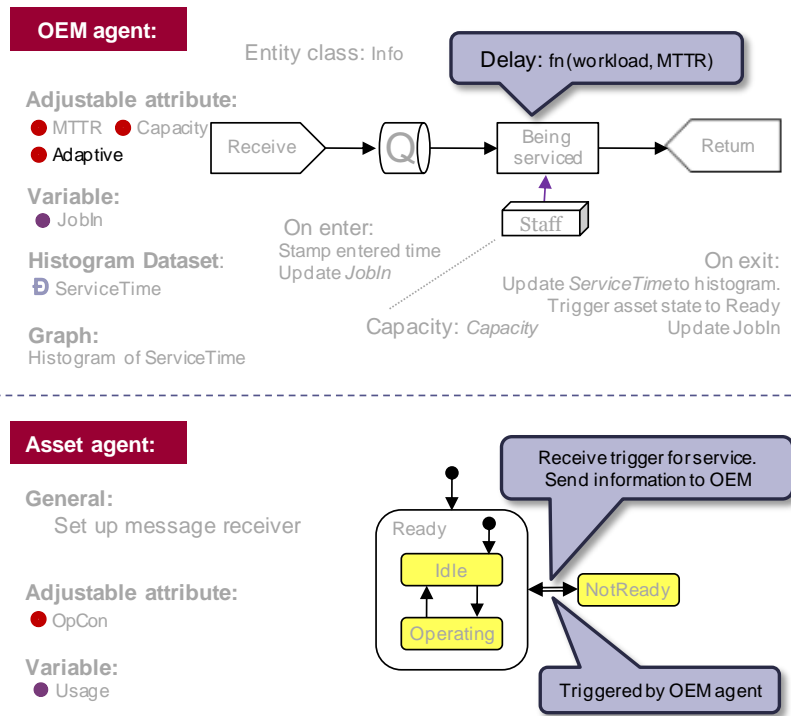 OEM agent:
Entity class: Info
Delay: fn(workload, MTTR)
Adjustable attribute:
MTTR Capacity
Adaptive
Receive
Q
Being
serviced
Return
Variable:
JobIn
Staff
On enter:
Stamp entered time
Update JobIn
Histogram Dataset:
ServiceTime
On exit:
Update ServiceTime to histogram.
Trigger asset state to Ready
Update JobIn
Capacity: Capacity
Graph:
Histogram of ServiceTime
Asset agent:
Receive trigger for service.
Send information to OEM
General:
Set up message receiver
Ready
Idle
NotReady
Operating
Adjustable attribute:
OpCon
Variable:
Usage
Triggered by OEM agent